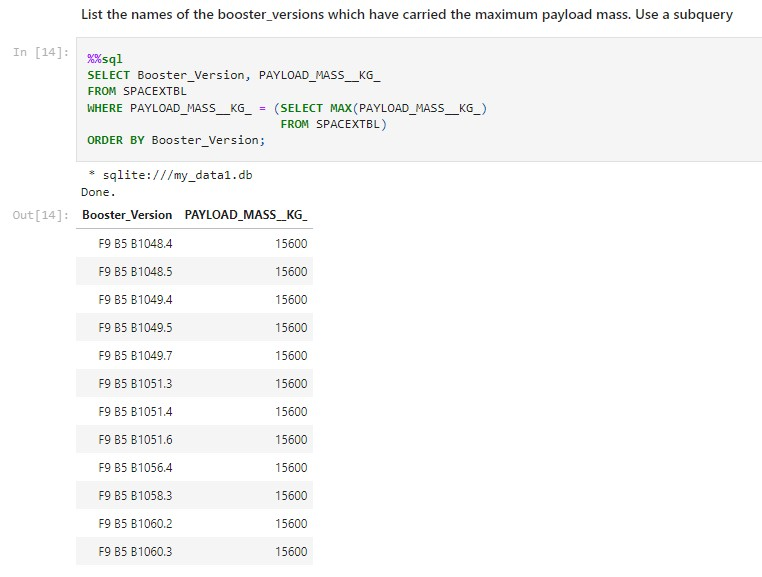 List the names of the booster_versions which have carried the maximum payload mass. Use a subquery
In [14]:
%%sql
SELECT Booster_Version, PAYLOAD_MASS__KG_
FROM SPACEXTBL
WHERE PAYLOAD_MASS__KG_ = (SELECT MAX(PAYLOAD_MASS__KG_)
FROM SPACEXTBL)
ORDER BY Booster_Version;
* sqlite:///my_data1.db
Done.
Out[14]: Booster_Version PAYLOAD_MASS__KG_
F9 B5 B1048.4 15600
F9 B5 B1048.5 15600
F9 B5 B1049.4 15600
F9 B5 B1049.5 15600
F9 B5 B1049.7 15600
F9 B5 B1051.3 15600
F9 B5 B1051.4 15600
F9 B5 B1051.6 15600
F9 B5 B1056.4 15600
F9 B5 B1058.3 15600
F9 B5 B1060.2 15600
F9 B5 B1060.3 15600